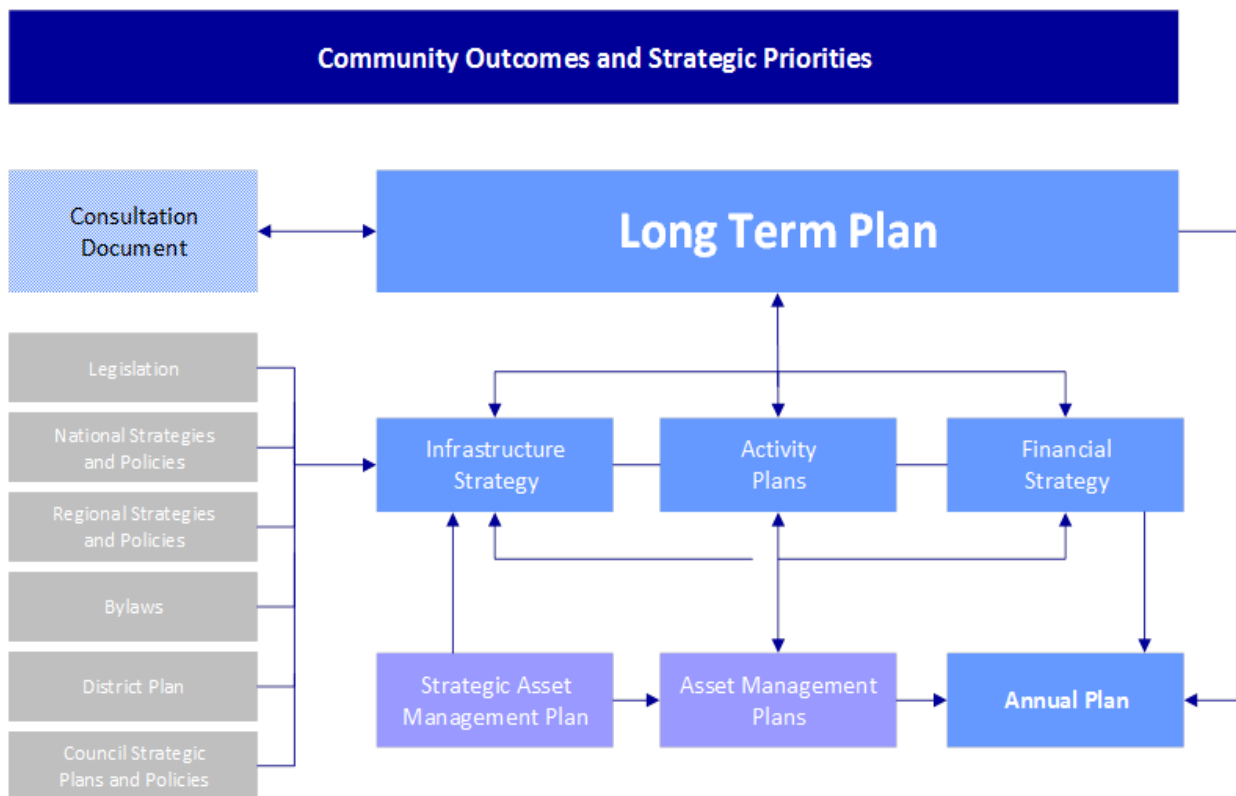 Community Outcomes and Strategic Priorities
Consultation
Document
Long Term Plan
Legislation
National Strategies
and Policies
Regional Strategies
and Policies
Bylaws
District Plan
Council Strategic
Plans and Policies
Infrastructure
Strategy
Activity
Plans
Financial
Strategy
Strategic Asset
Management Plan
Asset Management
Plans
Annual Plan